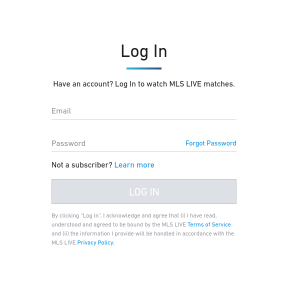 Log In
Have an account? Log In to watch MLS LIVE matches.
Email
Password Forgot Password
Not a subscriber? Learn more
LOG IN
By clicking "Log In", I acknowledge and agree that (i) I have read,
understood and agreed to be bound by the MLS LIVE Terms of Service
and (ii) the information I provide will be handled in accordance with the
MLS LIVE Privacy Policy.